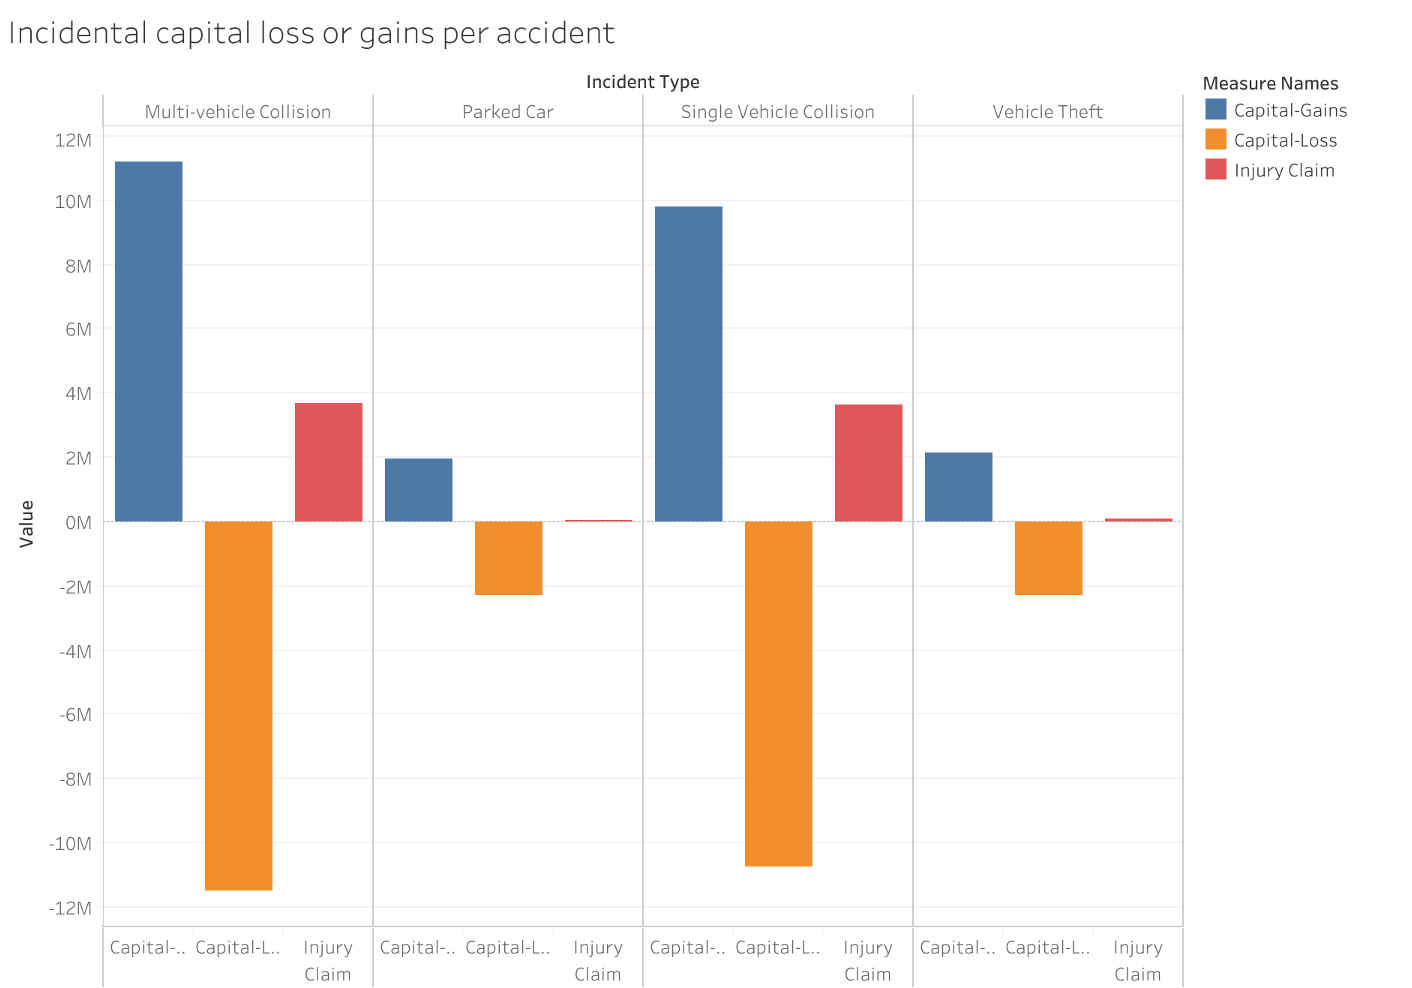 Incidental capital loss or gains per accident
Incident Type
Multi-vehicle Collision Parked Car Single Vehicle Collision Vehicle Theft
Measure Names
Capital-Gains
Capital-Loss
Injury Claim
Value
12M
10M
8M
6M
4M
2M
0M
-2M
-4M
-6M
-8M
-10M
-12M
Capital-.. Capital-L.. Injury Claim Capital-.. Capital-L.. Injury Claim Capital-.. Capital-L.. Injury Claim Capital-.. Capital-L.. Injury Claim